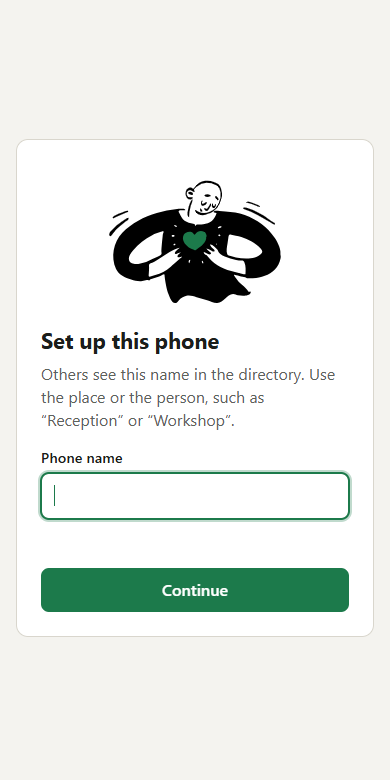 Set up this phone
Others see this name in the directory. Use
the place or the person, such as
“Reception” or “Workshop”.
Phone name
Continue